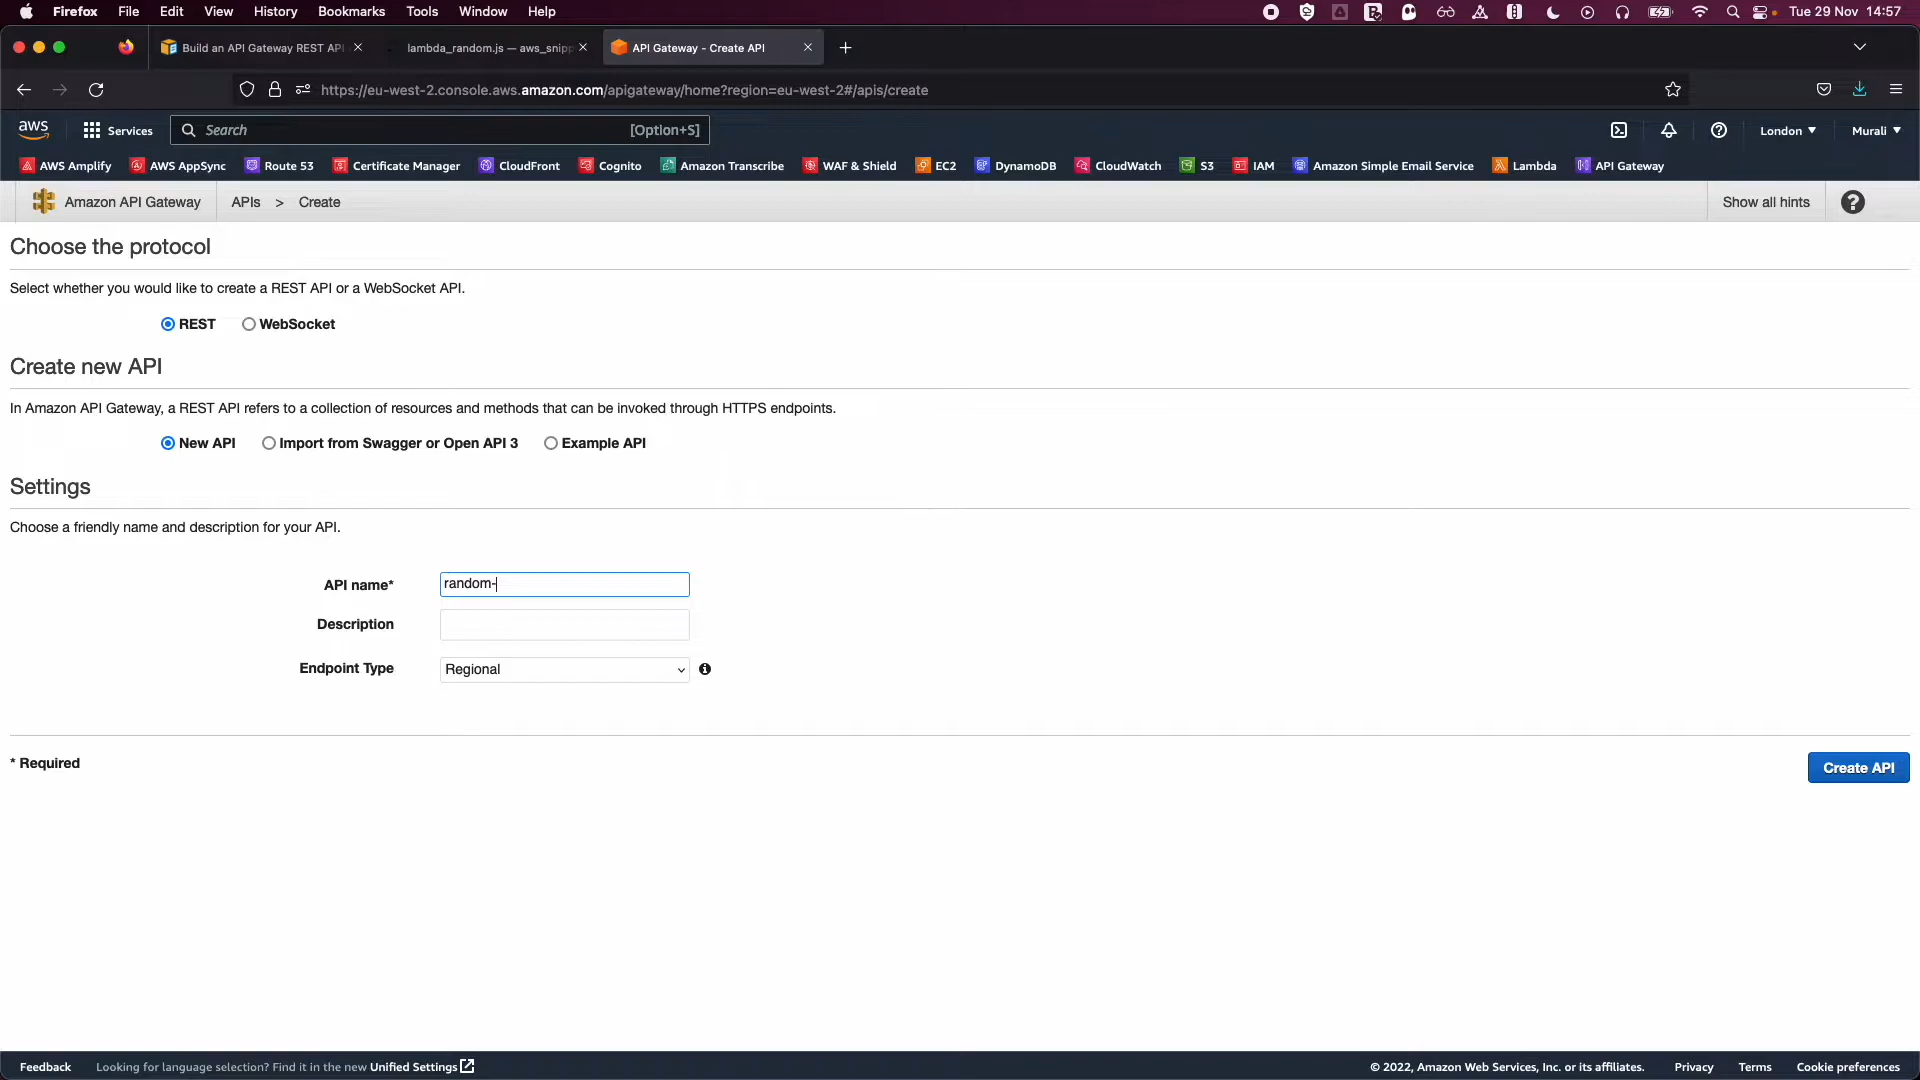 Firefox File Edit View History Bookmarks Tools Window Help Tue 29 Nov 14:57
Build an API Gateway REST API lambda_random.js — aws_snipp API Gateway - Create API
https://eu-west-2.console.aws.amazon.com/apigateway/home?region=eu-west-2#/apis/create
aws Services Search [Option+S] London Murali
AWS Amplify AWS AppSync Route 53 Certificate Manager CloudFront Cognito Amazon Transcribe WAF & Shield EC2 DynamoDB CloudWatch S3 IAM Amazon Simple Email Service Lambda API Gateway
Amazon API Gateway APIs > Create Show all hints ?
Choose the protocol
Select whether you would like to create a REST API or a WebSocket API.
REST WebSocket
Create new API
In Amazon API Gateway, a REST API refers to a collection of resources and methods that can be invoked through HTTPS endpoints.
New API Import from Swagger or Open API 3 Example API
Settings
Choose a friendly name and description for your API.
API name* random-
Description
Endpoint Type Regional
* Required
Create API
Feedback Looking for language selection? Find it in the new Unified Settings © 2022, Amazon Web Services, Inc. or its affiliates. Privacy Terms Cookie preferences